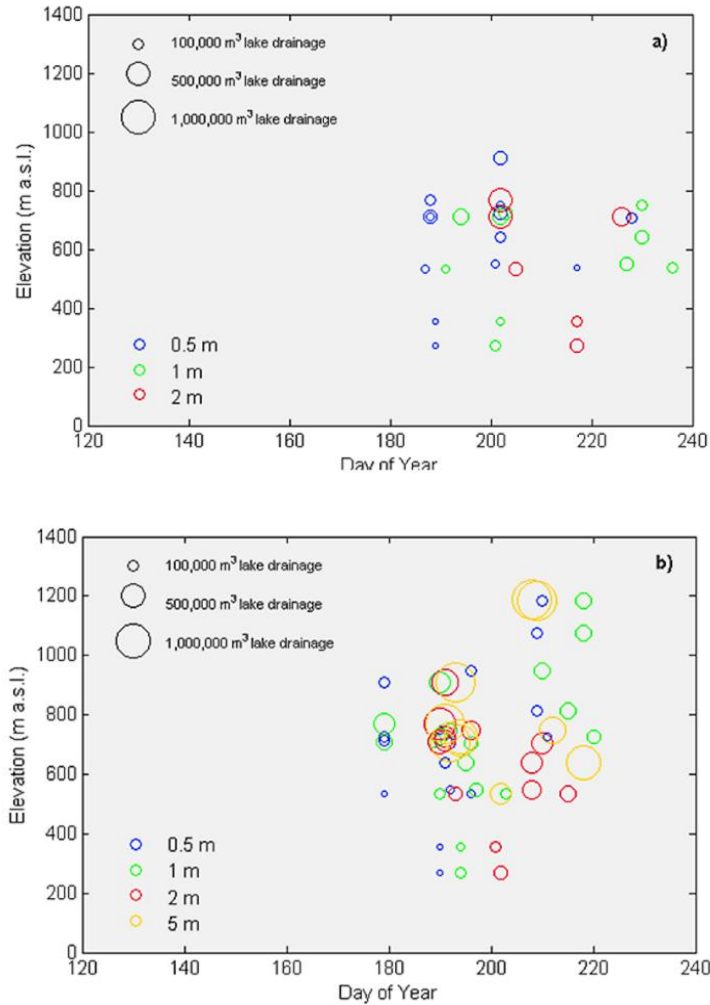 1400
1200
1000
800
600
400
200
0
Elevation (m a.s.l.)
100,000 m³ lake drainage
500,000 m³ lake drainage
1,000,000 m³ lake drainage
a)
0.5 m
1 m
2 m
120 140 160 180 200 220 240
Day of Year
1400
1200
1000
800
600
400
200
0
Elevation (m a.s.l.)
100,000 m³ lake drainage
500,000 m³ lake drainage
1,000,000 m³ lake drainage
b)
0.5 m
1 m
2 m
5 m
120 140 160 180 200 220 240
Day of Year